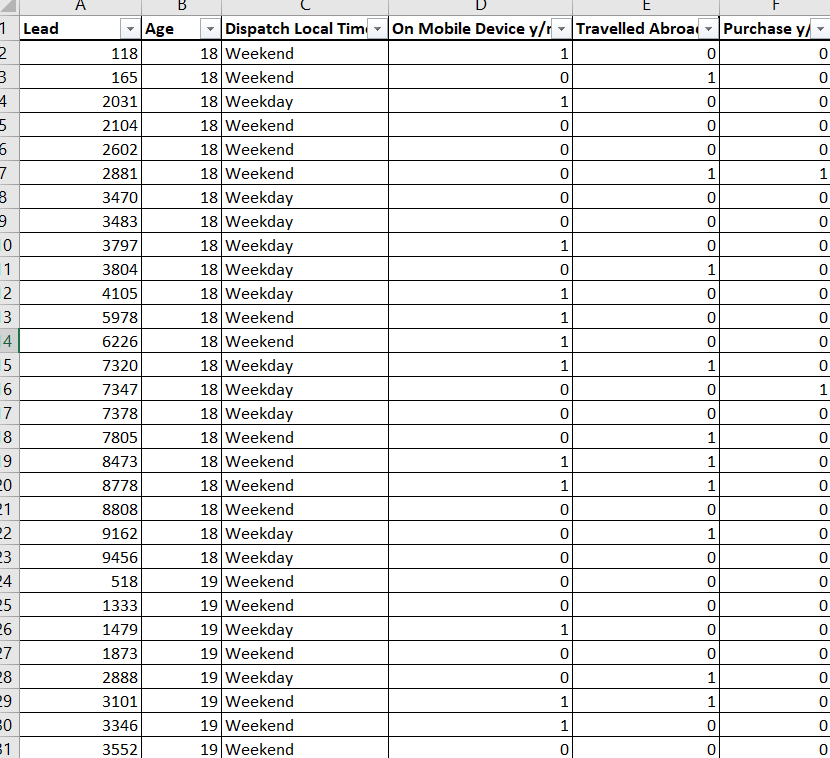 A B C D E F
1 Lead Age Dispatch Local Tim On Mobile Device y/ Travelled Abroa Purchase y/
2 118 18 Weekend 1 0 0
3 165 18 Weekend 0 1 0
4 2031 18 Weekday 1 0 0
5 2104 18 Weekend 0 0 0
6 2602 18 Weekend 0 0 0
7 2881 18 Weekend 0 1 1
8 3470 18 Weekday 0 0 0
9 3483 18 Weekday 0 0 0
10 3797 18 Weekday 1 0 0
11 3804 18 Weekday 0 1 0
12 4105 18 Weekday 1 0 0
13 5978 18 Weekend 1 0 0
14 6226 18 Weekend 1 0 0
15 7320 18 Weekday 1 1 0
16 7347 18 Weekday 0 0 1
17 7378 18 Weekday 0 0 0
18 7805 18 Weekend 0 1 0
19 8473 18 Weekend 1 1 0
20 8778 18 Weekend 1 1 0
21 8808 18 Weekend 0 0 0
22 9162 18 Weekday 0 1 0
23 9456 18 Weekday 0 0 0
24 518 19 Weekend 0 0 0
25 1333 19 Weekend 0 0 0
26 1479 19 Weekday 1 0 0
27 1873 19 Weekend 0 0 0
28 2888 19 Weekday 0 1 0
29 3101 19 Weekend 1 1 0
30 3346 19 Weekend 1 0 0
31 3552 19 Weekend 0 0 0